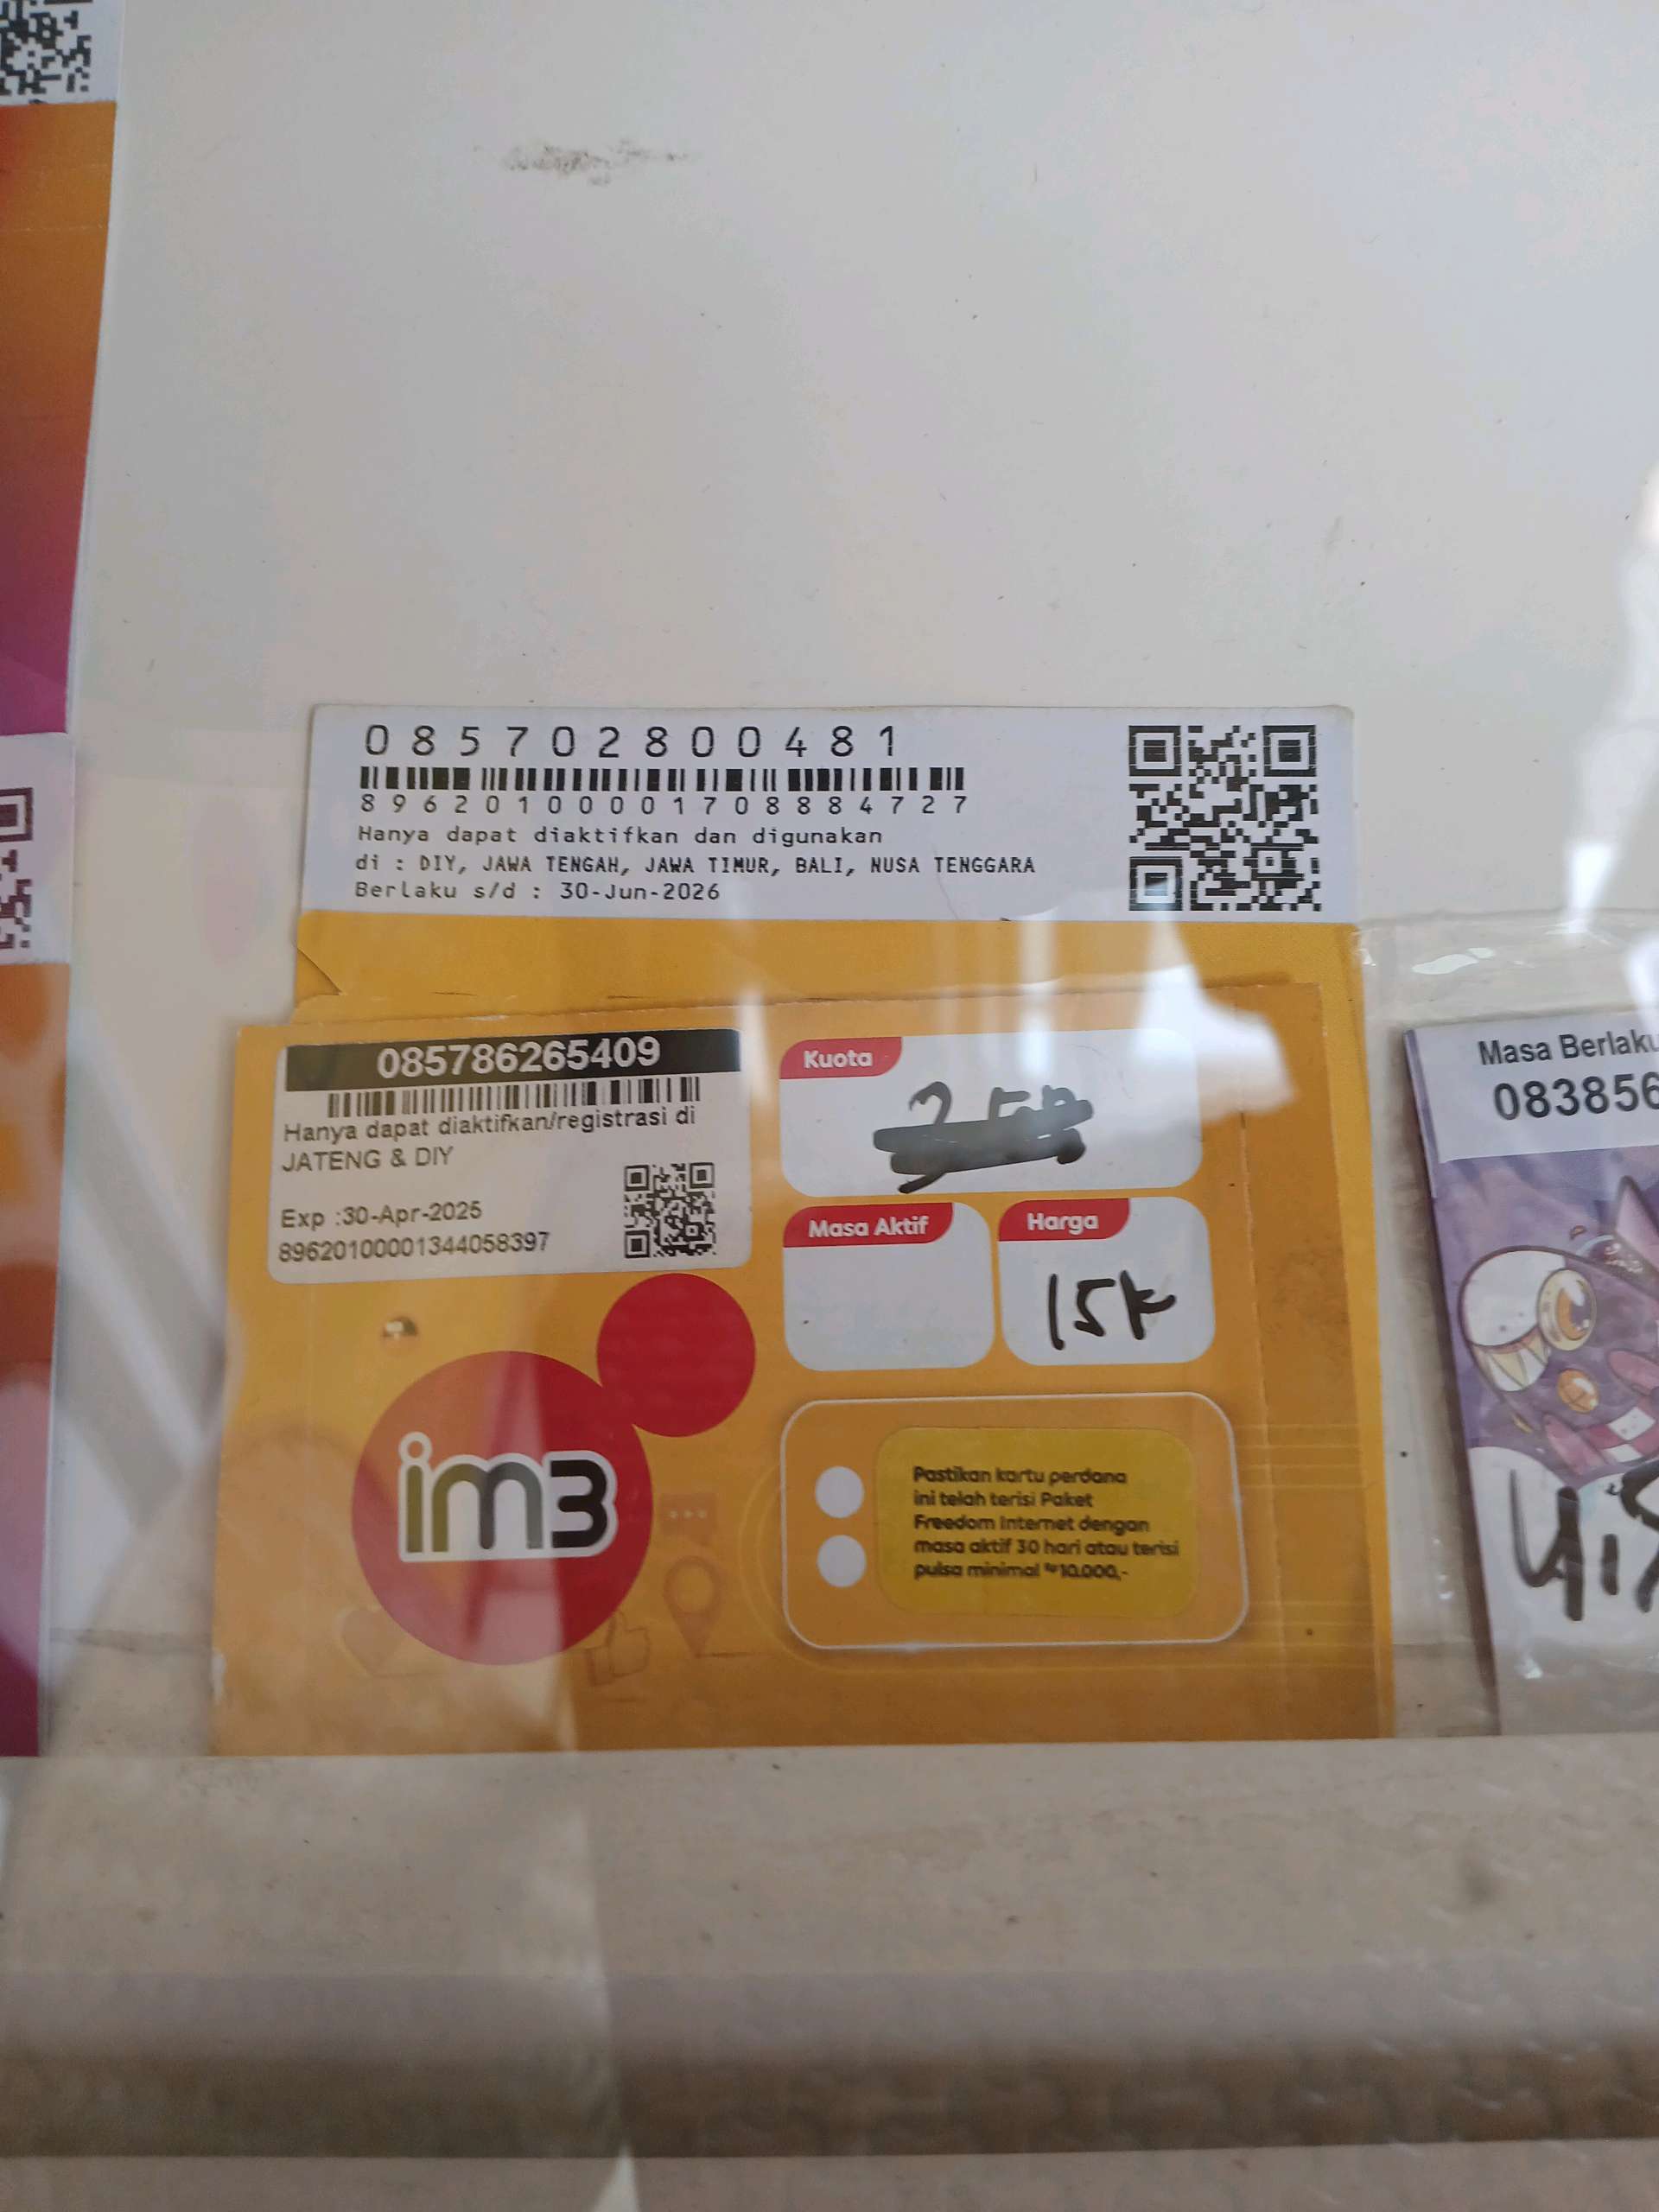 085702800481
89620100001708884727
Hanya dapat diaktifkan dan digunakan
di : DIY, JAWA TENGAH, JAWA TIMUR, BALI, NUSA TENGGARA
Berlaku s/d : 30-Jun-2026
085786265409
Hanya dapat diaktifkan/registrasi di
JATENG & DIY
Exp :30-Apr-2025
89620100001344058397
Kuota
Masa Aktif
Harga
15k
im3
Pastikan kartu perdana
ini telah terisi Paket
Freedom Internet dengan
masa aktif 30 hari atau terisi
pulsa minimal Rp10.000,-
Masa Berlaku
083856